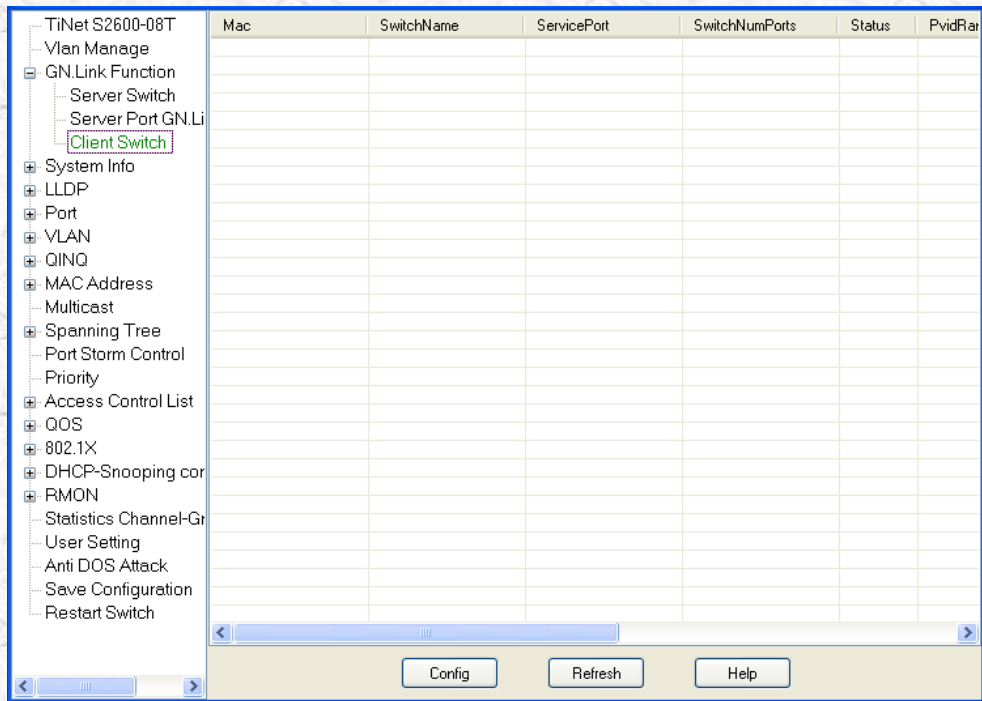 TiNet S2600-08T
Vlan Manage
GN.Link Function
Server Switch
Server Port GN.Li
Client Switch
System Info
LLDP
Port
VLAN
QINQ
MAC Address
Multicast
Spanning Tree
Port Storm Control
Priority
Access Control List
QOS
802.1X
DHCP-Snooping cor
RMON
Statistics Channel-Gr
User Setting
Anti DOS Attack
Save Configuration
Restart Switch
Mac SwitchName ServicePort SwitchNumPorts Status PvidRar
Config Refresh Help